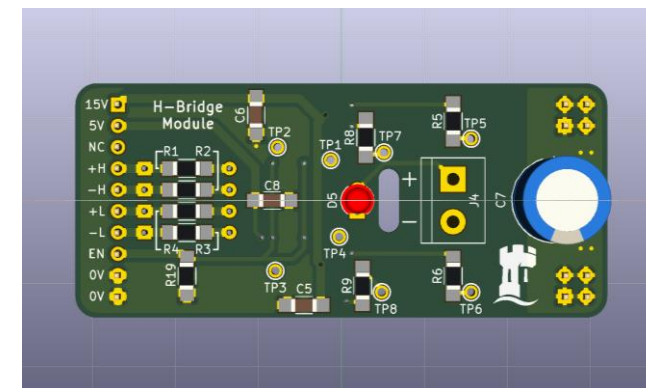 15V
5V
NC
+H
-H
+L
-L
EN
0V
0V
H-Bridge
Module
R1 R2
R4 R3
R19
C6
TP2
C8
TP3
C5
TP1
TP4
D5
R8
TP7
R9
TP8
R5
TP5
R6
TP6
+
-
J4
C7